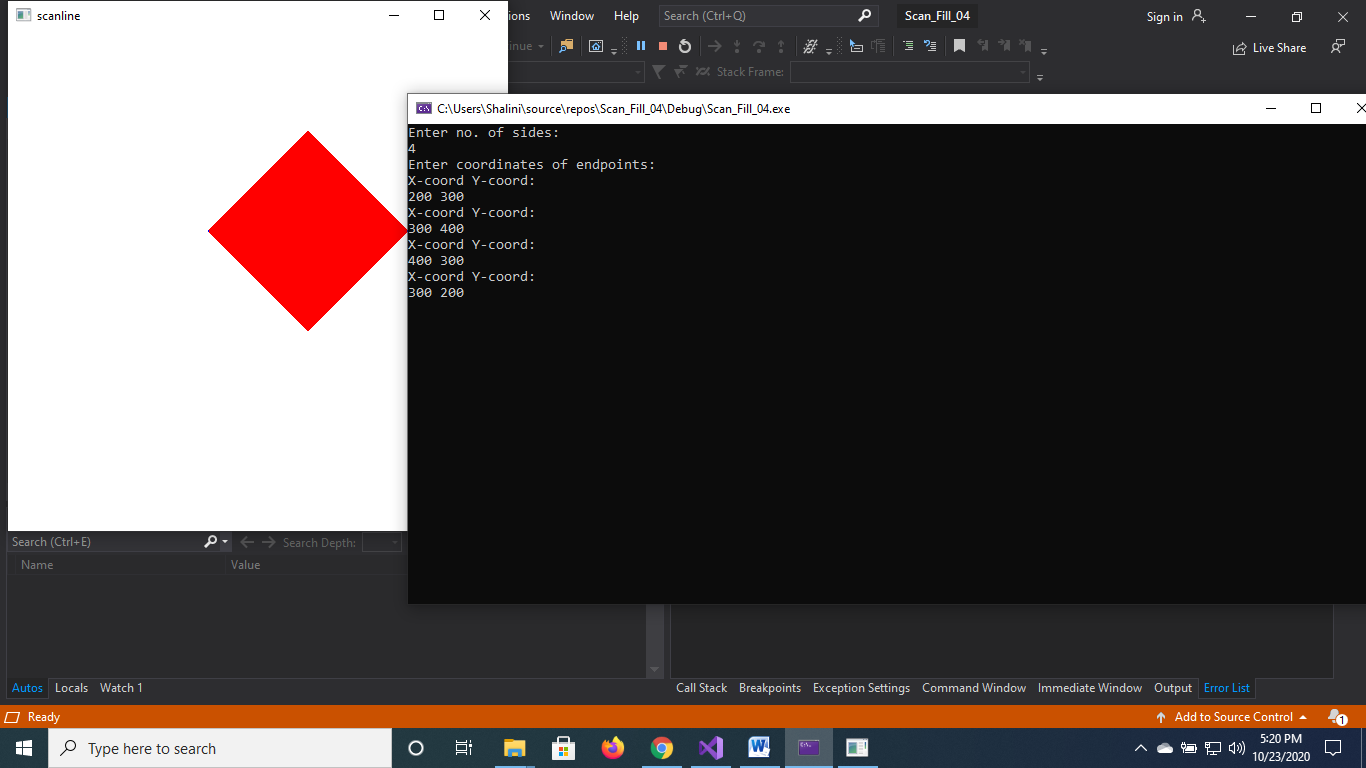 scanline
ions Window Help Search (Ctrl+Q) Scan_Fill_04 Sign in
nue Live Share
Stack Frame:
C:\Users\Shalini\source\repos\Scan_Fill_04\Debug\Scan_Fill_04.exe
Enter no. of sides:
4
Enter coordinates of endpoints:
X-coord Y-coord:
200 300
X-coord Y-coord:
300 400
X-coord Y-coord:
400 300
X-coord Y-coord:
300 200
Search (Ctrl+E) Search Depth:
Name Value
Autos Locals Watch 1 Call Stack Breakpoints Exception Settings Command Window Immediate Window Output Error List
Ready Add to Source Control 1
Type here to search 5:20 PM
10/23/2020